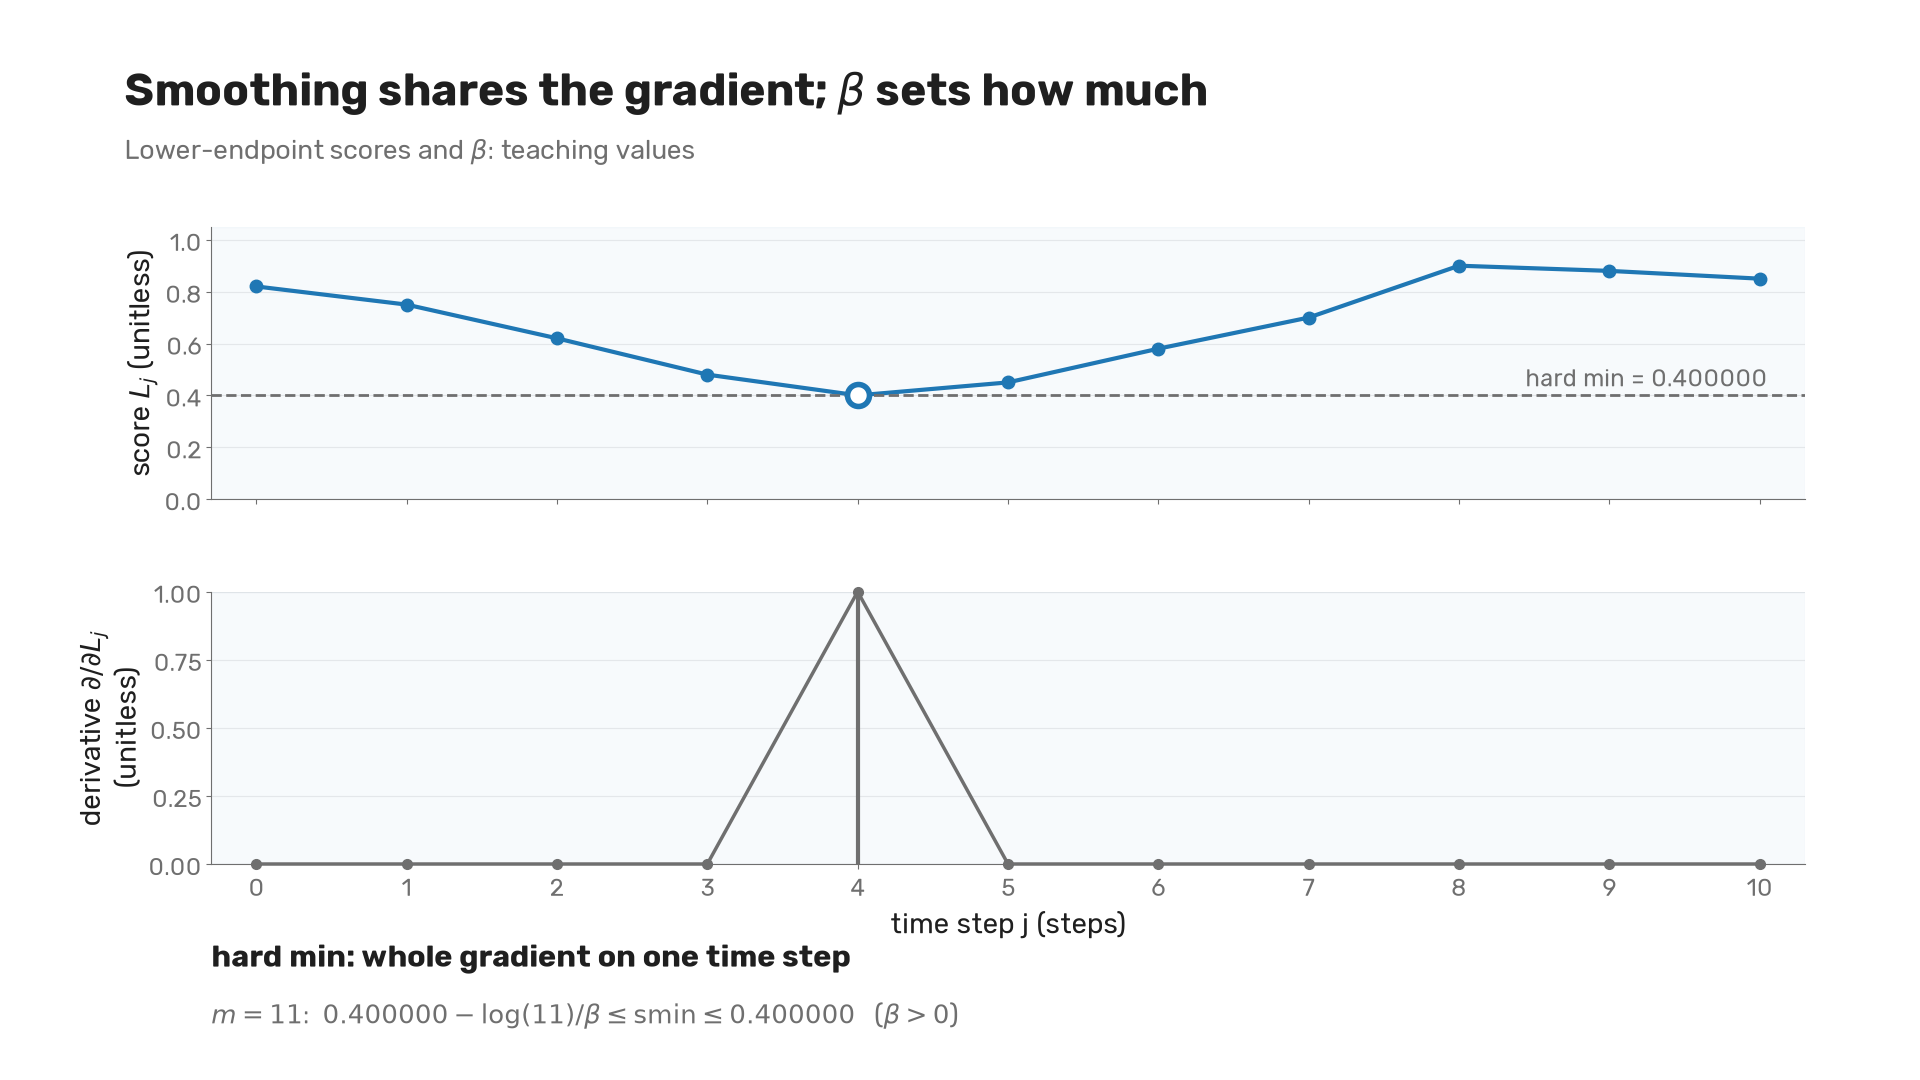 Smoothing shares the gradient; β sets how much
Lower-endpoint scores and β: teaching values
score Lⱼ (unitless)
1.0
0.8
0.6
0.4
0.2
0.0
hard min = 0.400000
derivative ∂/∂Lⱼ
(unitless)
1.00
0.75
0.50
0.25
0.00
0 1 2 3 4 5 6 7 8 9 10
time step j (steps)
hard min: whole gradient on one time step
m = 11: 0.400000 − log(11)/β ≤ smin ≤ 0.400000 (β > 0)